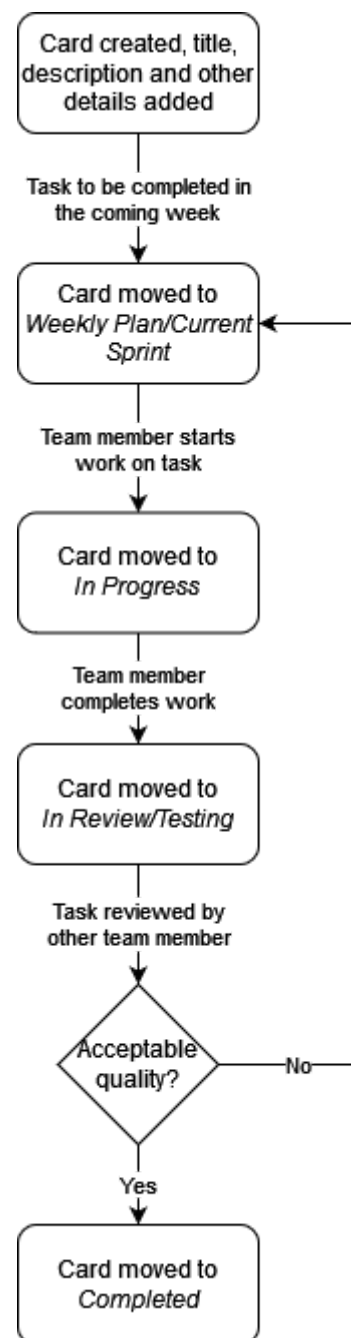 Card created, title,
description and other
details added
Task to be completed in
the coming week
Card moved to
Weekly Plan/Current
Sprint
Team member starts
work on task
Card moved to
In Progress
Team member
completes work
Card moved to
In Review/Testing
Task reviewed by
other team member
Acceptable
quality?
No
Yes
Card moved to
Completed